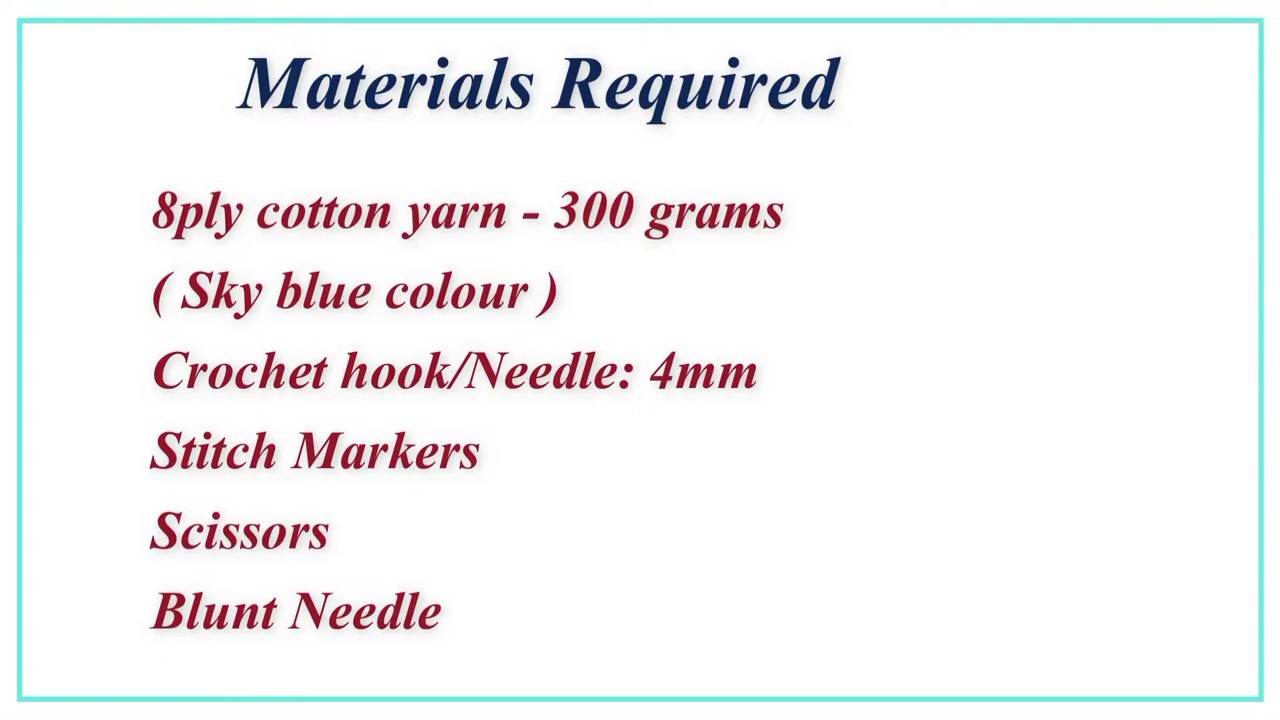 Materials Required
8ply cotton yarn - 300 grams
( Sky blue colour )
Crochet hook/Needle: 4mm
Stitch Markers
Scissors
Blunt Needle